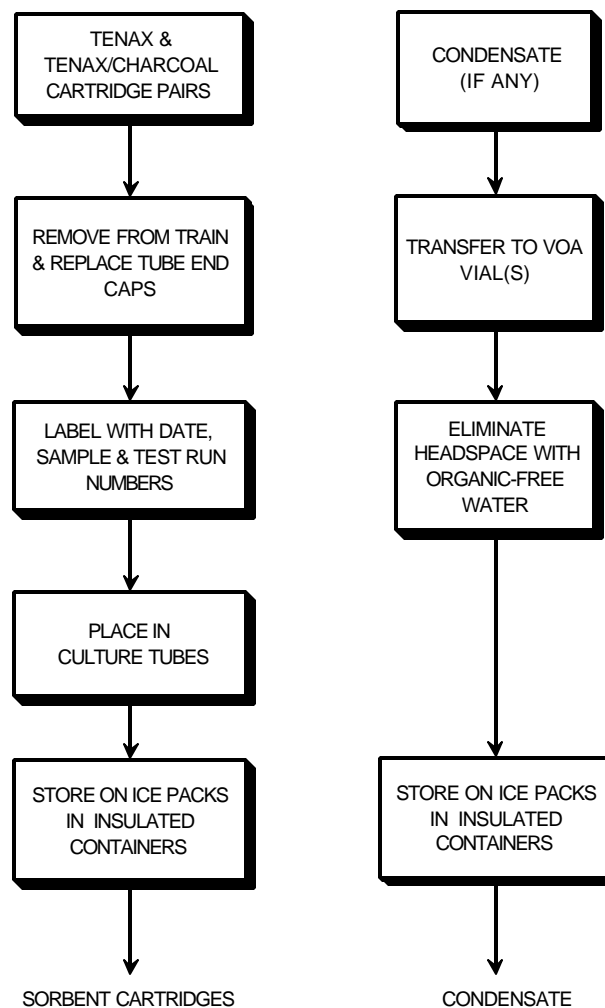 TENAX &
TENAX/CHARCOAL
CARTRIDGE PAIRS
REMOVE FROM TRAIN
& REPLACE TUBE END
CAPS
LABEL WITH DATE,
SAMPLE & TEST RUN
NUMBERS
PLACE IN
CULTURE TUBES
STORE ON ICE PACKS
IN INSULATED
CONTAINERS
SORBENT CARTRIDGES
CONDENSATE
(IF ANY)
TRANSFER TO VOA
VIAL(S)
ELIMINATE
HEADSPACE WITH
ORGANIC-FREE
WATER
STORE ON ICE PACKS
IN INSULATED
CONTAINERS
CONDENSATE